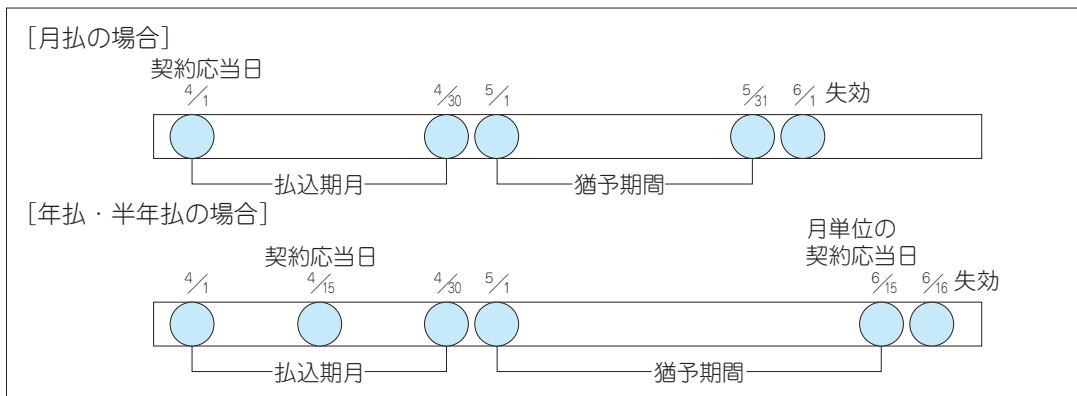 [月払の場合]
契約応当日
4/1 4/30 5/1 5/31 6/1 失効
払込期月 猶予期間
[年払・半年払の場合]
月単位の
契約応当日 契約応当日
4/1 4/15 4/30 5/1 6/15 6/16 失効
払込期月 猶予期間